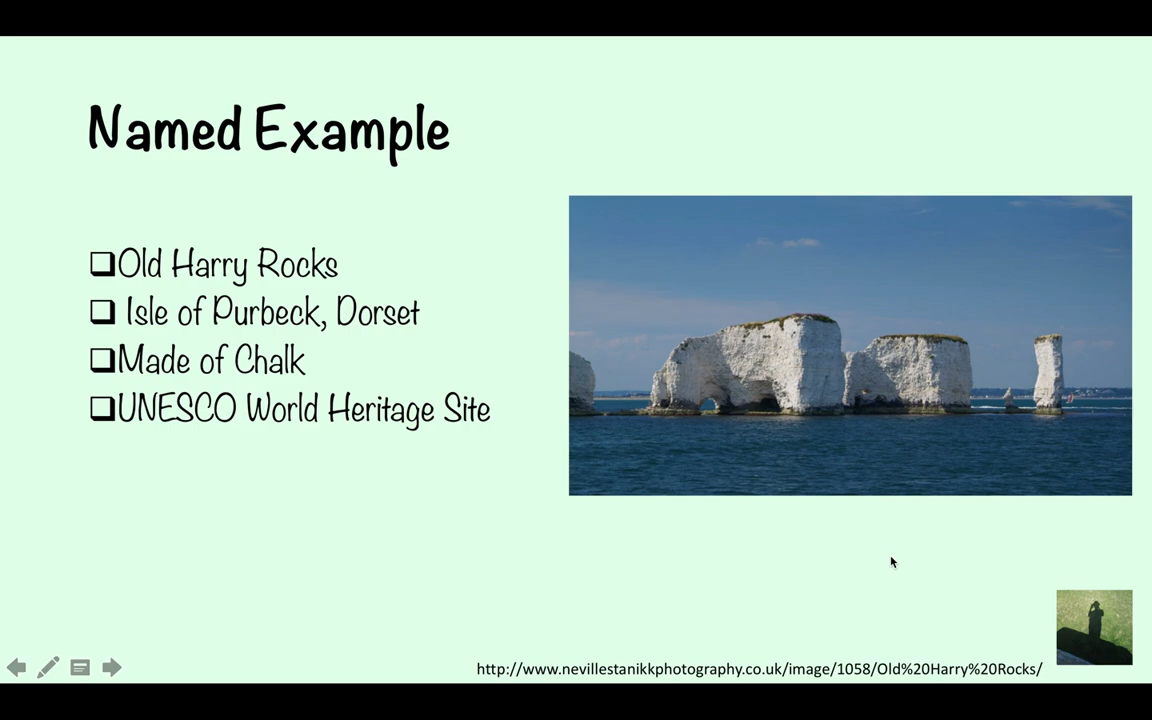 Named Example
Old Harry Rocks
Isle of Purbeck, Dorset
Made of Chalk
UNESCO World Heritage Site
http://www.nevillestanikkphotography.co.uk/image/1058/Old%20Harry%20Rocks/